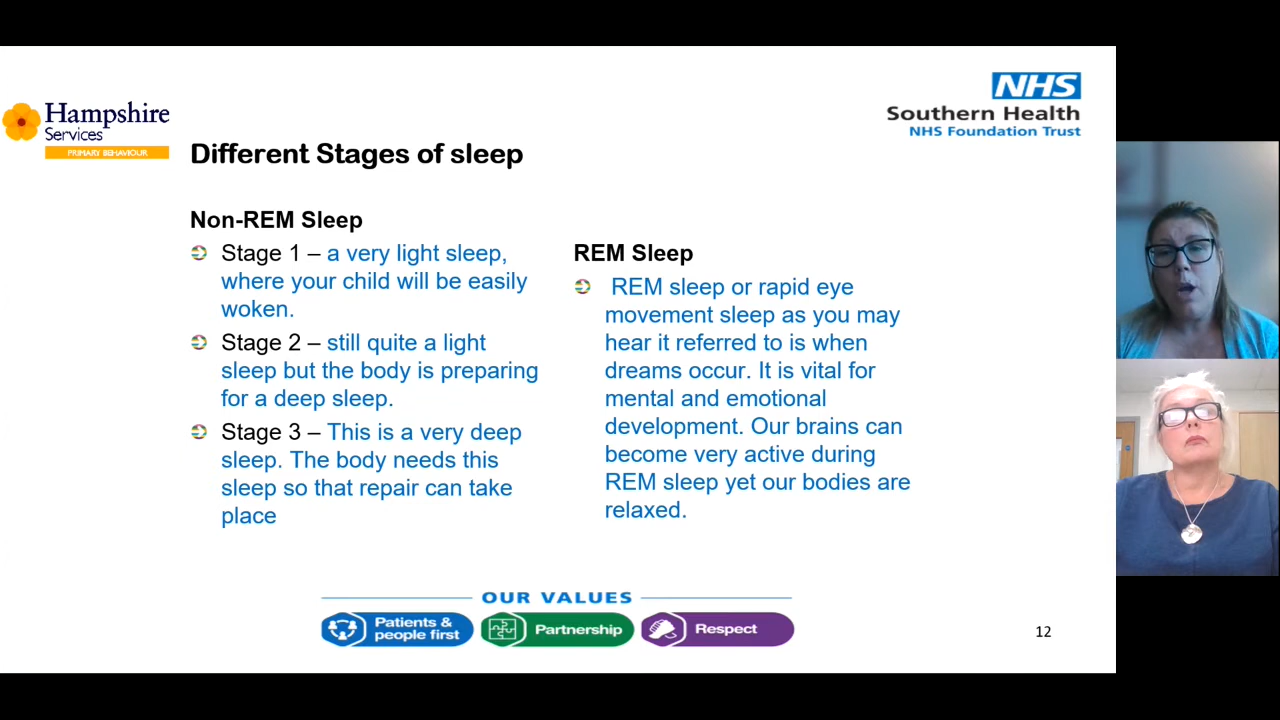 Hampshire
Services
PRIMARY BEHAVIOUR
NHS
Southern Health
NHS Foundation Trust
Different Stages of sleep
Non-REM Sleep
Stage 1 – a very light sleep,
where your child will be easily
woken.
Stage 2 – still quite a light
sleep but the body is preparing
for a deep sleep.
Stage 3 – This is a very deep
sleep. The body needs this
sleep so that repair can take
place
REM Sleep
REM sleep or rapid eye
movement sleep as you may
hear it referred to is when
dreams occur. It is vital for
mental and emotional
development. Our brains can
become very active during
REM sleep yet our bodies are
relaxed.
OUR VALUES
Patients &
people first
Partnership
Respect
12